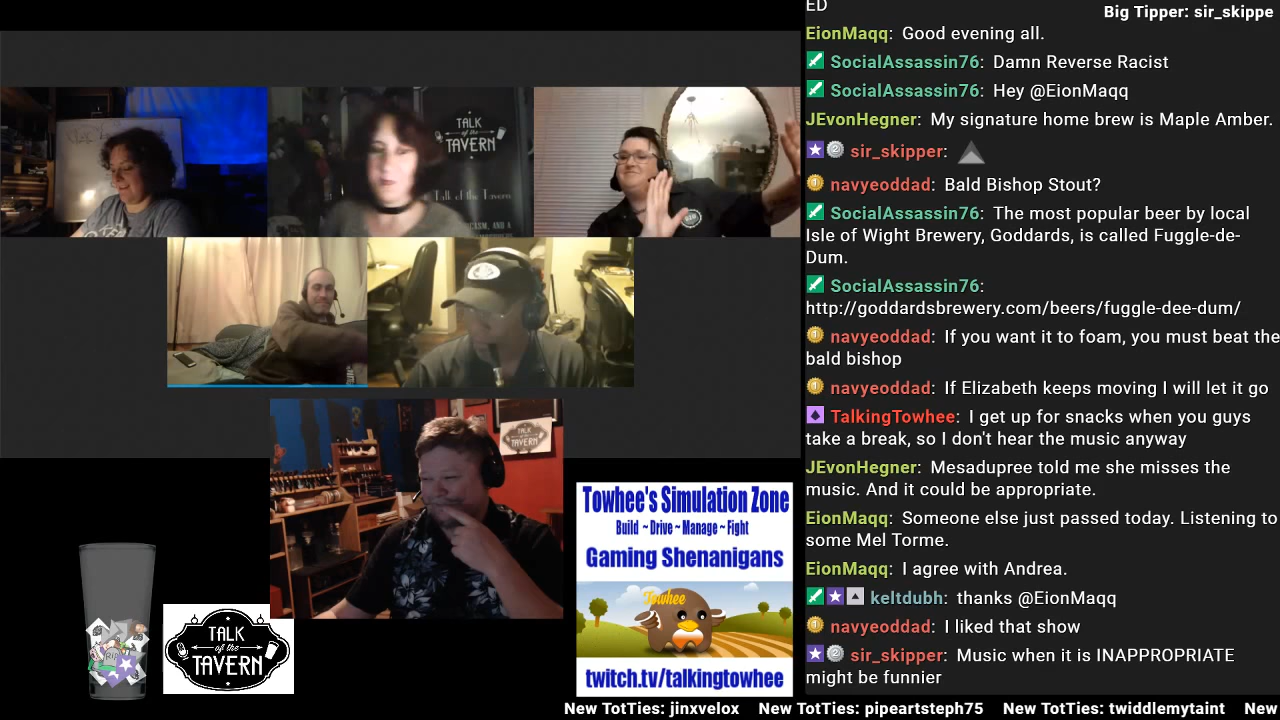 ED
Big Tipper: sir_skippe
EionMaqq: Good evening all.
SocialAssassin76: Damn Reverse Racist
SocialAssassin76: Hey @EionMaqq
JEvonHegner: My signature home brew is Maple Amber.
sir_skipper:
navyeoddad: Bald Bishop Stout?
SocialAssassin76: The most popular beer by local
Isle of Wight Brewery, Goddards, is called Fuggle-de-
Dum.
SocialAssassin76:
http://goddardsbrewery.com/beers/fuggle-dee-dum/
navyeoddad: If you want it to foam, you must beat the
bald bishop
navyeoddad: If Elizabeth keeps moving I will let it go
TalkingTowhee: I get up for snacks when you guys
take a break, so I don't hear the music anyway
JEvonHegner: Mesadupree told me she misses the
music. And it could be appropriate.
EionMaqq: Someone else just passed today. Listening to
some Mel Torme.
EionMaqq: I agree with Andrea.
keltdubh: thanks @EionMaqq
navyeoddad: I liked that show
sir_skipper: Music when it is INAPPROPRIATE
might be funnier
TALK
of the
TAVERN
Talk of the Tavern
TALK
of the
TAVERN
Towhee's Simulation Zone
Build ~ Drive ~ Manage ~ Fight
Gaming Shenanigans
Towhee
twitch.tv/talkingtowhee
TALK
of the
TAVERN
New TotTies: jinxvelox New TotTies: pipeartsteph75 New TotTies: twiddlemytaint New